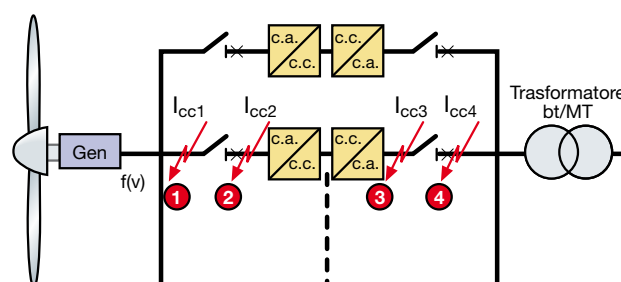 c.a.
c.c.
c.c.
c.a.
Trasformatore
bt/MT
Icc1
Icc2
Icc3
Icc4
Gen
c.a.
c.c.
c.c.
c.a.
f(v)
1
2
3
4